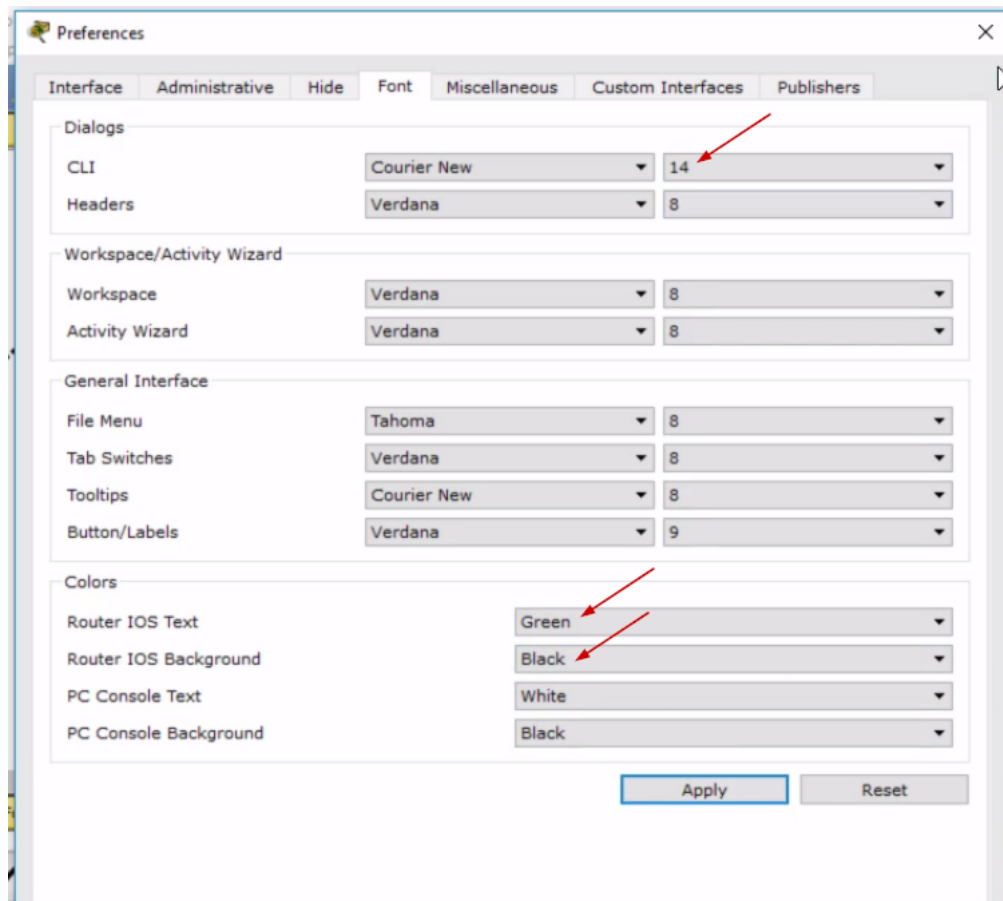 Preferences
Interface Administrative Hide Font Miscellaneous Custom Interfaces Publishers
Dialogs
CLI Courier New 14
Headers Verdana 8
Workspace/Activity Wizard
Workspace Verdana 8
Activity Wizard Verdana 8
General Interface
File Menu Tahoma 8
Tab Switches Verdana 8
Tooltips Courier New 8
Button/Labels Verdana 9
Colors
Router IOS Text Green
Router IOS Background Black
PC Console Text White
PC Console Background Black
Apply Reset